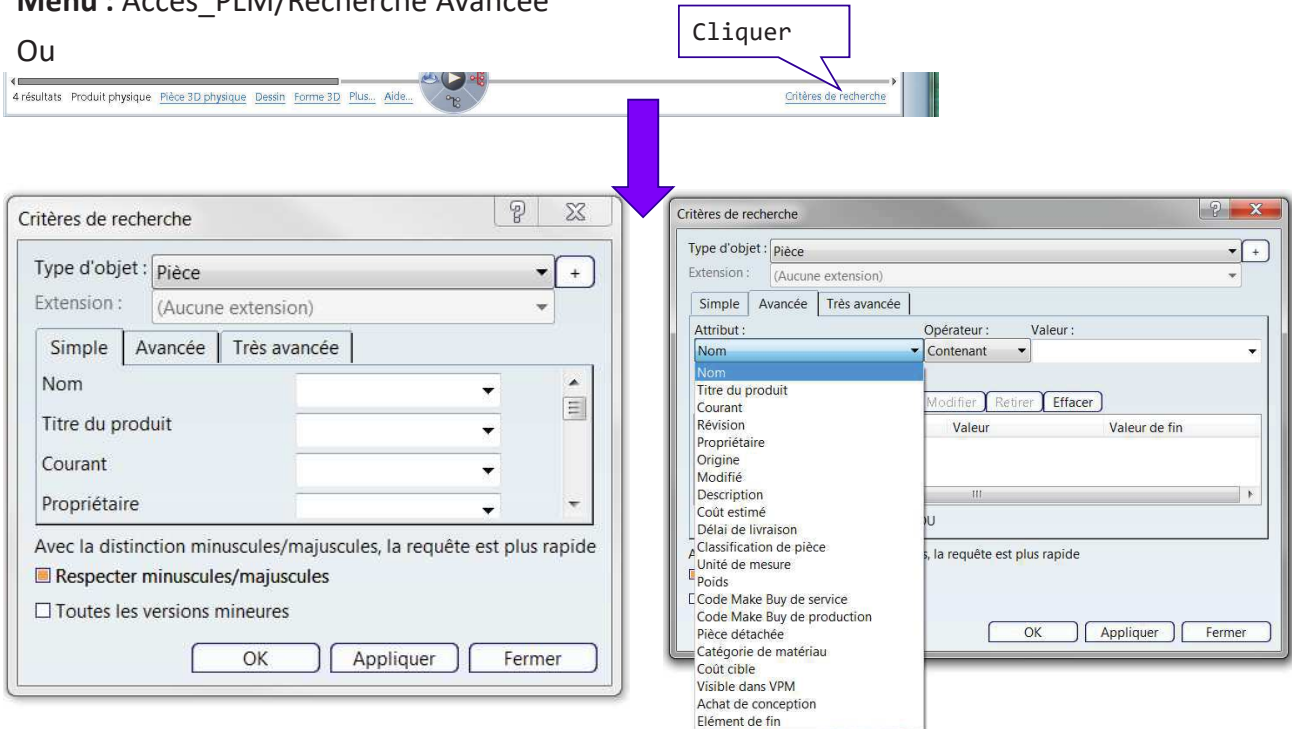 Menu : Accès_PLM/Recherche Avancée
Ou
Cliquer
4 résultats Produit physique Pièce 3D physique Dessin Forme 3D Plus... Aide... Critères de recherche
Critères de recherche
Type d'objet : Pièce +
Extension : (Aucune extension)
Simple Avancée Très avancée
Nom
Titre du produit
Courant
Propriétaire
Avec la distinction minuscules/majuscules, la requête est plus rapide
Respecter minuscules/majuscules
Toutes les versions mineures
OK Appliquer Fermer
Critères de recherche
Type d'objet : Pièce +
Extension : (Aucune extension)
Simple Avancée Très avancée
Attribut : Opérateur : Valeur :
Nom Contenant
Nom
Titre du produit
Courant Modifier Retirer Effacer
Révision Valeur Valeur de fin
Propriétaire
Origine
Modifié
Description
Coût estimé
Délai de livraison
Classification de pièce
Unité de mesure , la requête est plus rapide
Poids
Code Make Buy de service
Code Make Buy de production
Pièce détachée OK Appliquer Fermer
Catégorie de matériau
Coût cible
Visible dans VPM
Achat de conception
Elément de fin